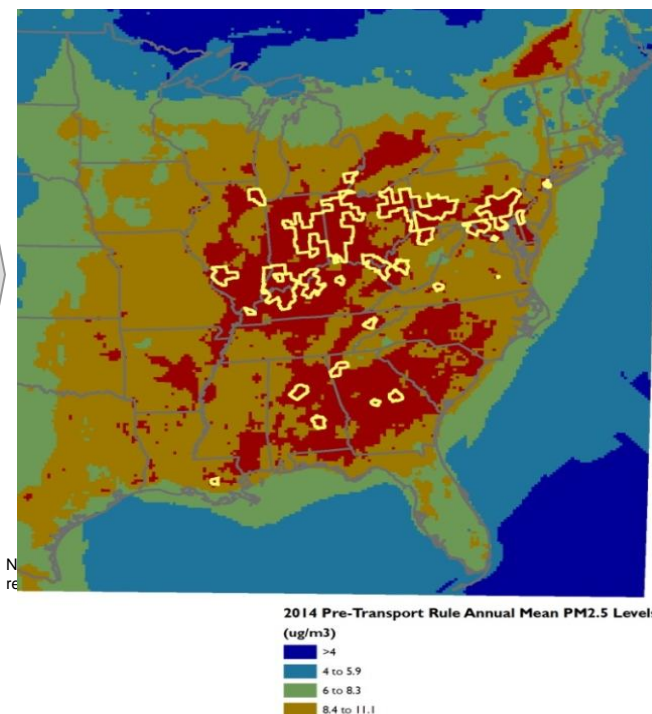 N
re
2014 Pre-Transport Rule Annual Mean PM2.5 Levels
(ug/m3)
>4
4 to 5.9
6 to 8.3
8.4 to 11.1